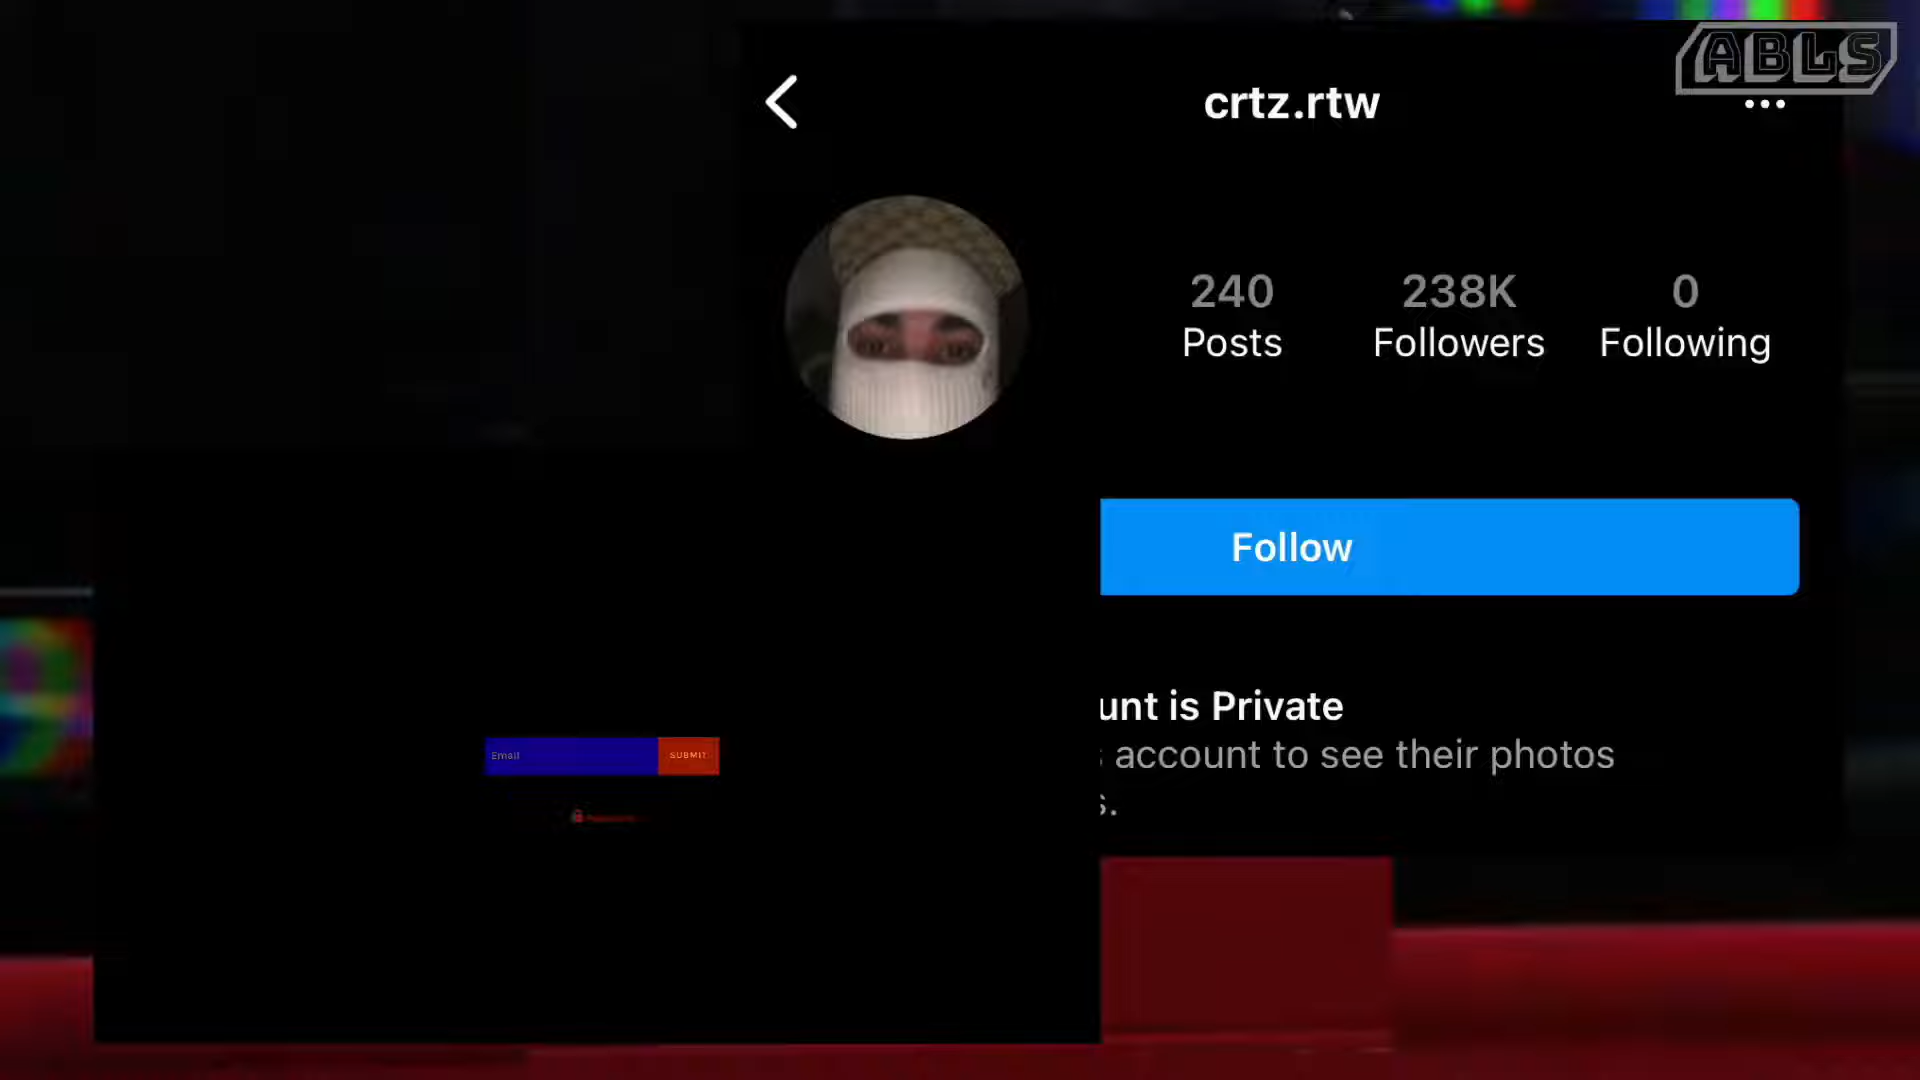 ABLS
crtz.rtw
240
238K
0
Posts
Followers
Following
Follow
Email
SUBMIT
unt is Private
account to see their photos
s.